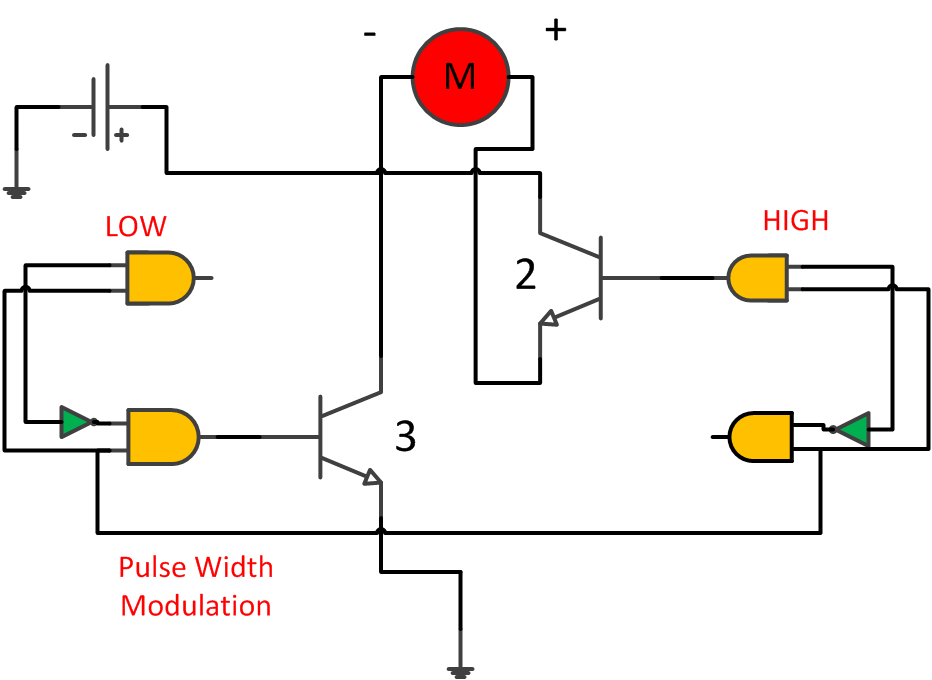 - +
M
- +
LOW
HIGH
2
3
Pulse Width
Modulation